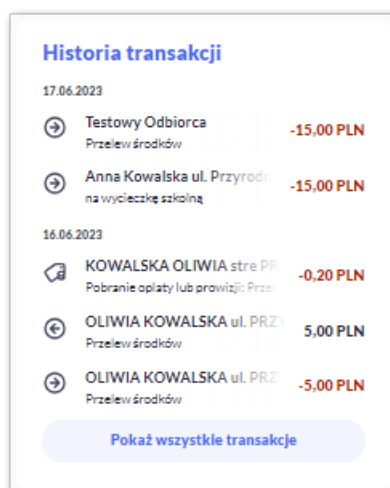 Historia transakcji
17.06.2023
Testowy Odbiorca
-15,00 PLN
Przelew środków
Anna Kowalska ul. Przyrodn
-15,00 PLN
na wycieczkę szkolną
16.06.2023
KOWALSKA OLIWIA stre PR
-0,20 PLN
Pobranie opłaty lub prowizji: Przel
OLIWIA KOWALSKA ul. PRZY
5,00 PLN
Przelew środków
OLIWIA KOWALSKA ul. PRZ
-5,00 PLN
Przelew środków
Pokaż wszystkie transakcje